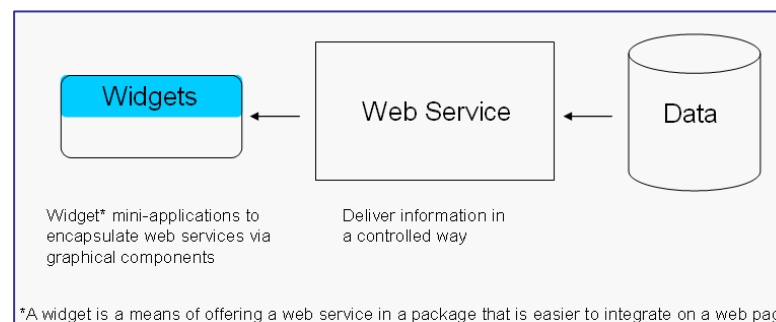 Widgets
Web Service
Data
Widget* mini-applications to
encapsulate web services via
graphical components
Deliver information in
a controlled way
*A widget is a means of offering a web service in a package that is easier to integrate on a web